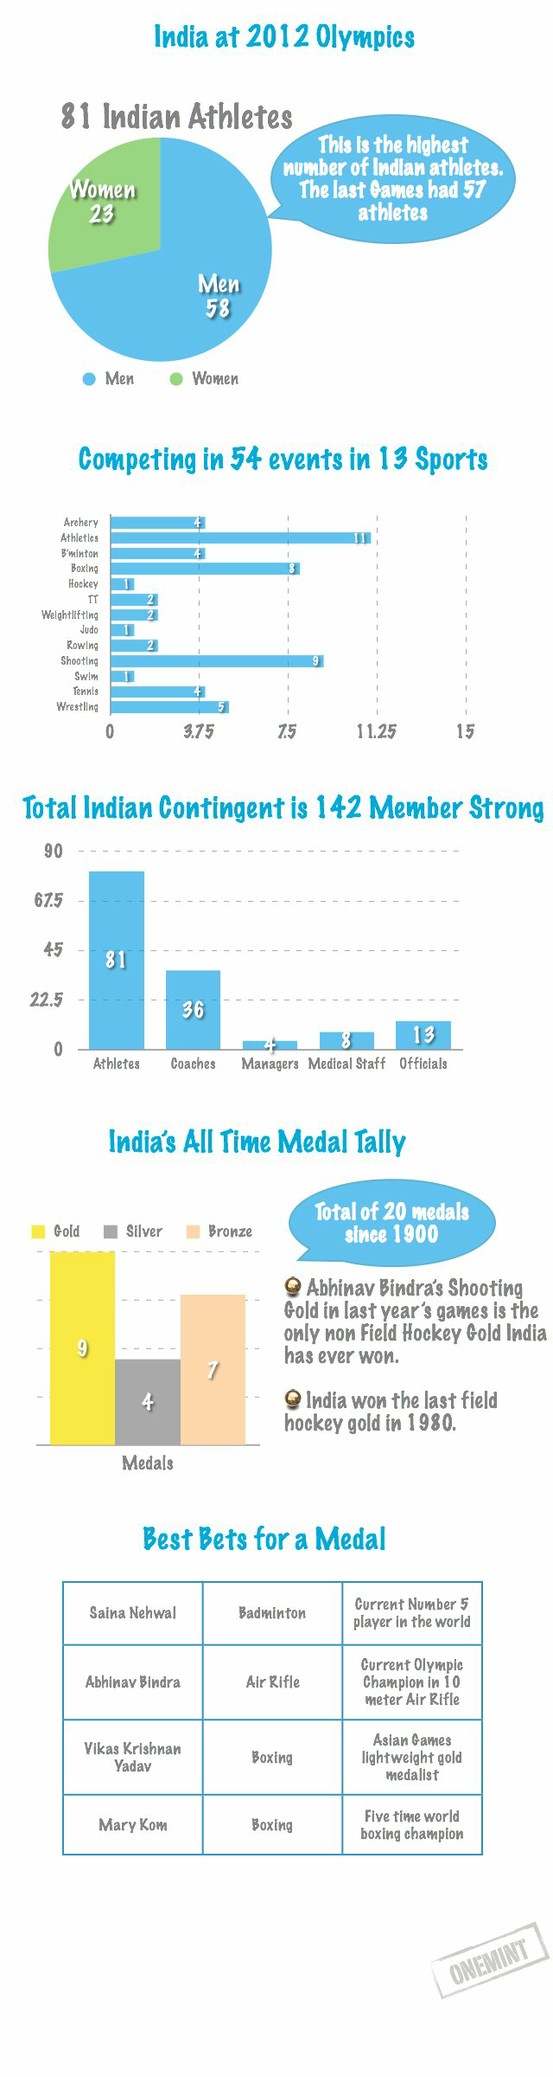 India at 2012 Olympics
81 Indian Athletes
This is the highest
number of Indian athletes.
The last Games had 57
athletes
Women
23
Men
58
Men
Women
Competing in 54 events in 13 Sports
Archery 4
Athletics 11
B'minton 4
Boxing 8
Hockey 1
TT 2
Weightlifting 2
Judo 1
Rowing 2
Shooting 9
Swim 1
Tennis 4
Wrestling 5
0 3.75 7.5 11.25 15
Total Indian Contingent is 142 Member Strong
90
67.5
45
22.5
0
81
36
4
8
13
Athletes Coaches Managers Medical Staff Officials
India's All Time Medal Tally
Total of 20 medals
since 1900
Gold Silver Bronze
9
4
7
Medals
Abhinav Bindra's Shooting
Gold in last year's games is the
only non Field Hockey Gold India
has ever won.
India won the last field
hockey gold in 1980.
Best Bets for a Medal
Saina Nehwal
Badminton
Current Number 5
player in the world
Abhinav Bindra
Air Rifle
Current Olympic
Champion in 10
meter Air Rifle
Vikas Krishnan
Yadav
Boxing
Asian Games
lightweight gold
medalist
Mary Kom
Boxing
Five time world
boxing champion
ONEMINT